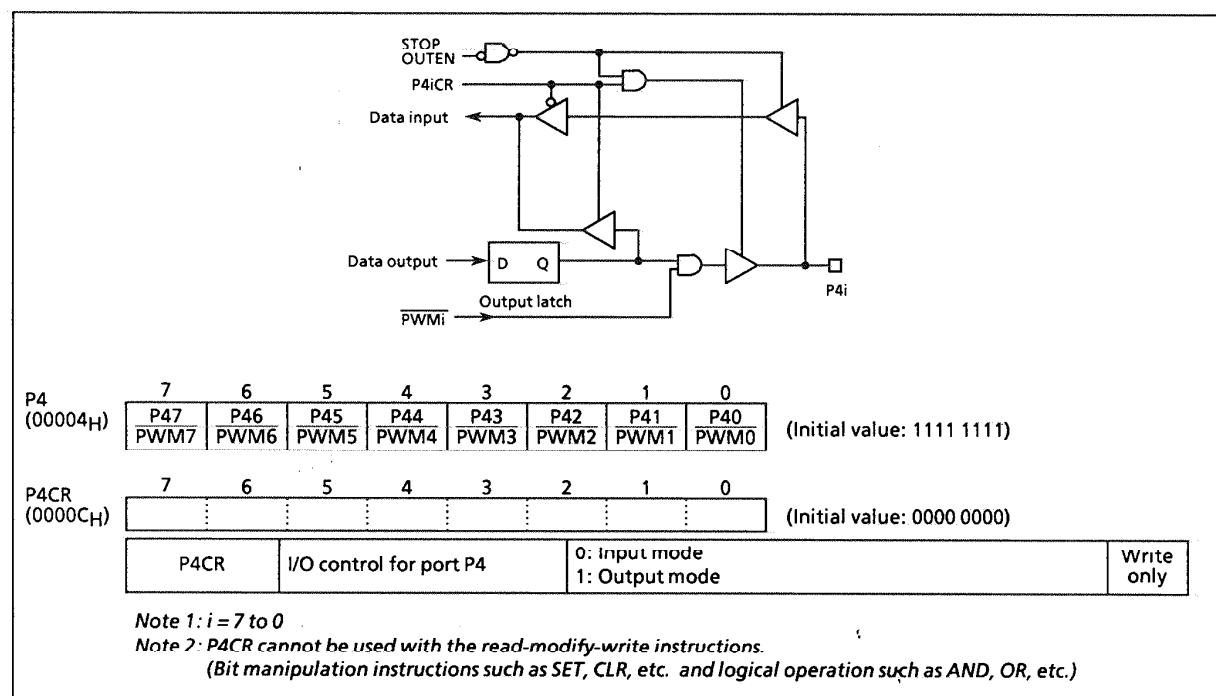 STOP
OUTEN
P4iCR
Data input
Data output
D Q
P4i
Output latch
PWMi
P4
(00004H)
7 6 5 4 3 2 1 0
P47 P46 P45 P44 P43 P42 P41 P40
PWM7 PWM6 PWM5 PWM4 PWM3 PWM2 PWM1 PWM0
(Initial value: 1111 1111)
P4CR
(0000CH)
7 6 5 4 3 2 1 0
(Initial value: 0000 0000)
P4CR I/O control for port P4
0: Input mode
1: Output mode
Write
only
Note 1: i = 7 to 0
Note 2: P4CR cannot be used with the read-modify-write instructions.
(Bit manipulation instructions such as SET, CLR, etc. and logical operation such as AND, OR, etc.)